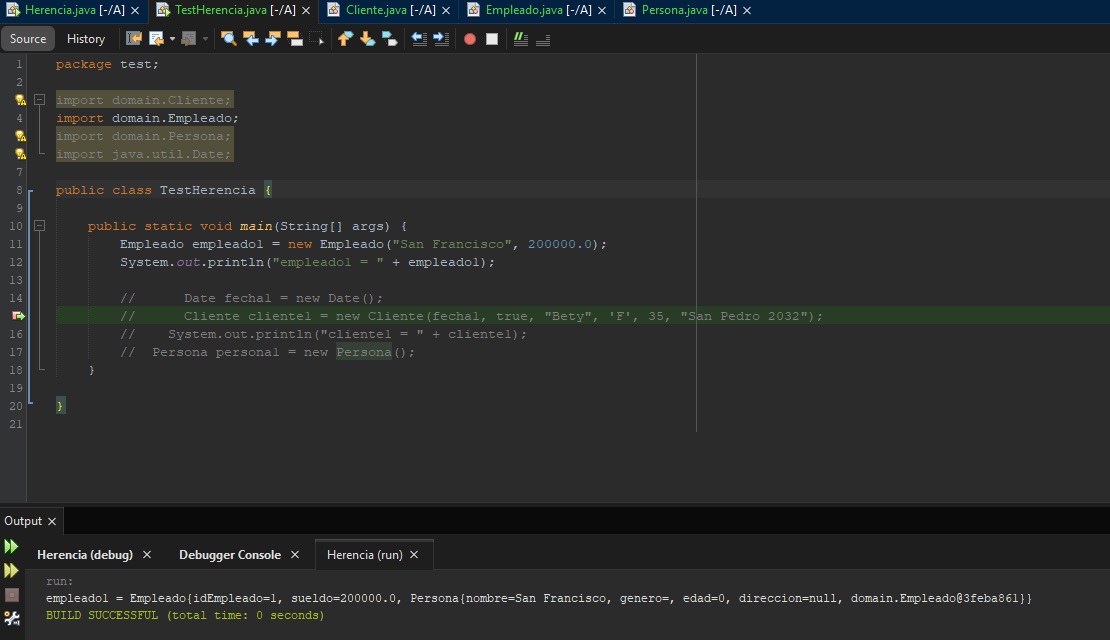 Herencia.java [-/A] TestHerencia.java [-/A] Cliente.java [-/A] Empleado.java [-/A] Persona.java [-/A]
Source History
1 package test;
2
import domain.Cliente;
4 import domain.Empleado;
import domain.Persona;
import java.util.Date;
7
8 public class TestHerencia {
9
10 public static void main(String[] args) {
11 Empleado empleado1 = new Empleado("San Francisco", 200000.0);
12 System.out.println("empleado1 = " + empleado1);
13
14 // Date fecha1 = new Date();
// Cliente cliente1 = new Cliente(fecha1, true, "Bety", 'F', 35, "San Pedro 2032");
16 // System.out.println("cliente1 = " + cliente1);
17 // Persona persona1 = new Persona();
18 }
19
20 }
21
Output
Herencia (debug) Debugger Console Herencia (run)
run:
empleado1 = Empleado{idEmpleado=1, sueldo=200000.0, Persona{nombre=San Francisco, genero=, edad=0, direccion=null, domain.Empleado@3feba861}}
BUILD SUCCESSFUL (total time: 0 seconds)